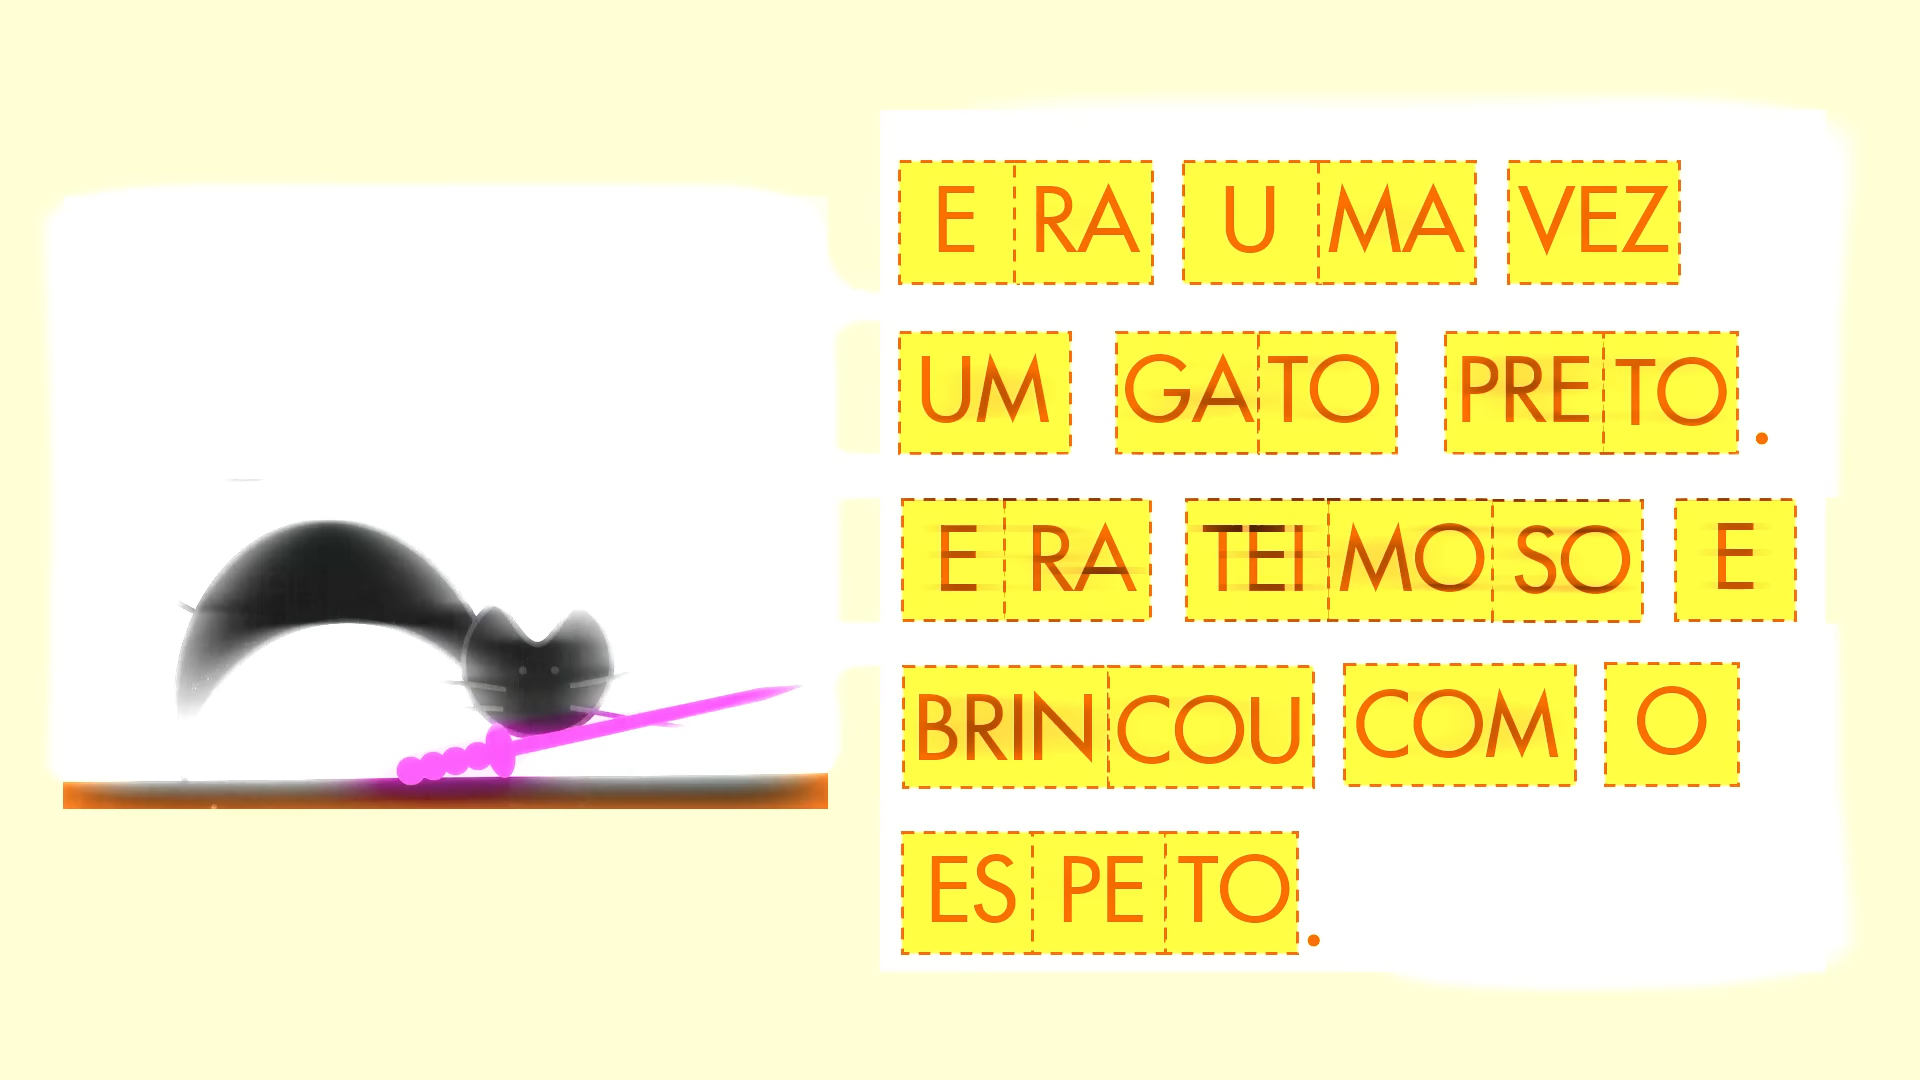 E RA U MA VEZ
UM GA TO PRE TO.
E RA TEI MO SO E
BRIN COU COM O
ES PE TO.